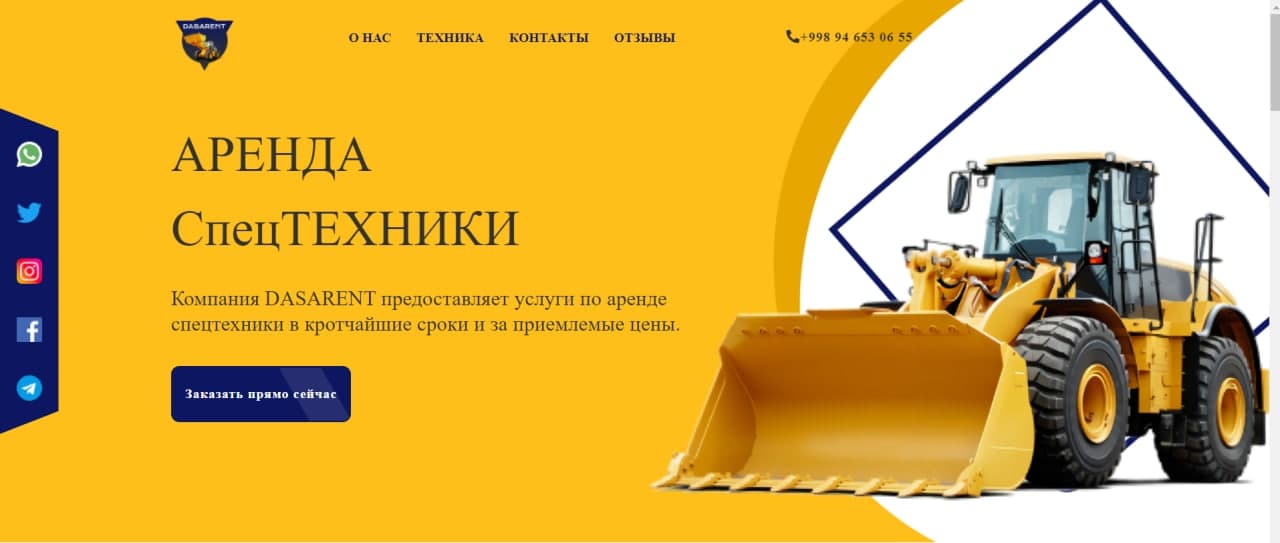 DASARENT
О НАС ТЕХНИКА КОНТАКТЫ ОТЗЫВЫ +998 94 653 06 55
АРЕНДА
СпецТЕХНИКИ
Компания DASARENT предоставляет услуги по аренде
спецтехники в кротчайшие сроки и за приемлемые цены.
Заказать прямо сейчас